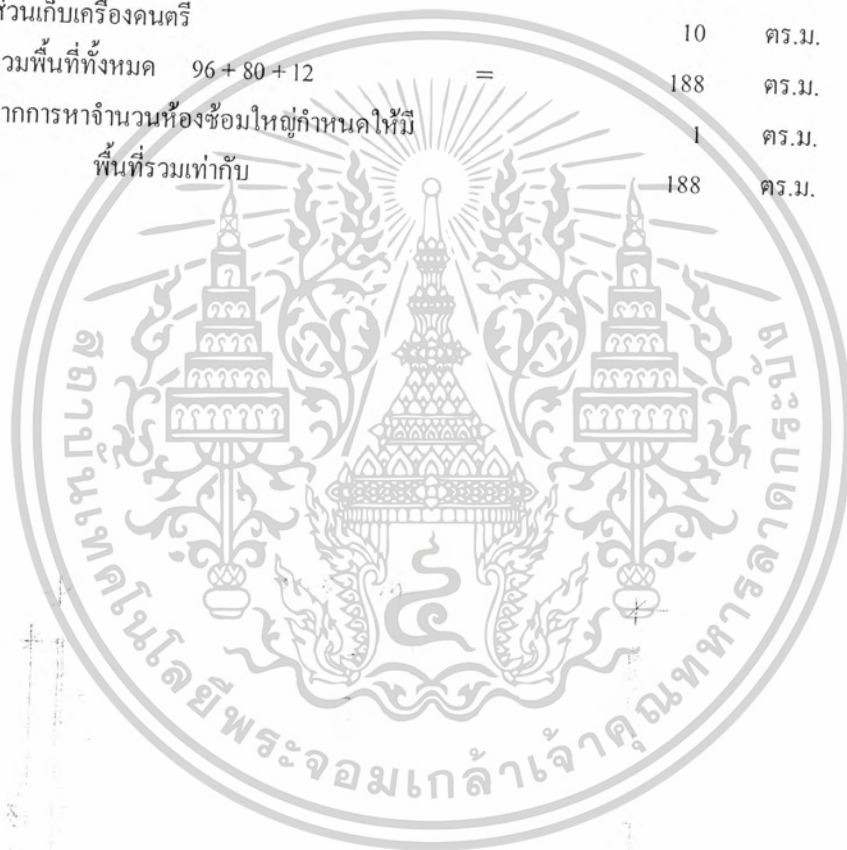 ส่วนเก็บเครื่องดนตรี 10 ตร.ม.
วมพื้นที่ทั้งหมด 96 + 80 + 12 = 188 ตร.ม.
ากการหาจำนวนห้องซ้อมใหญ่กำหนดให้มี 1 ตร.ม.
พื้นที่รวมเท่ากับ 188 ตร.ม.
สถาบันเทคโนโลยีพระจอมเกล้าเจ้าคุณทหารลาดกระบัง